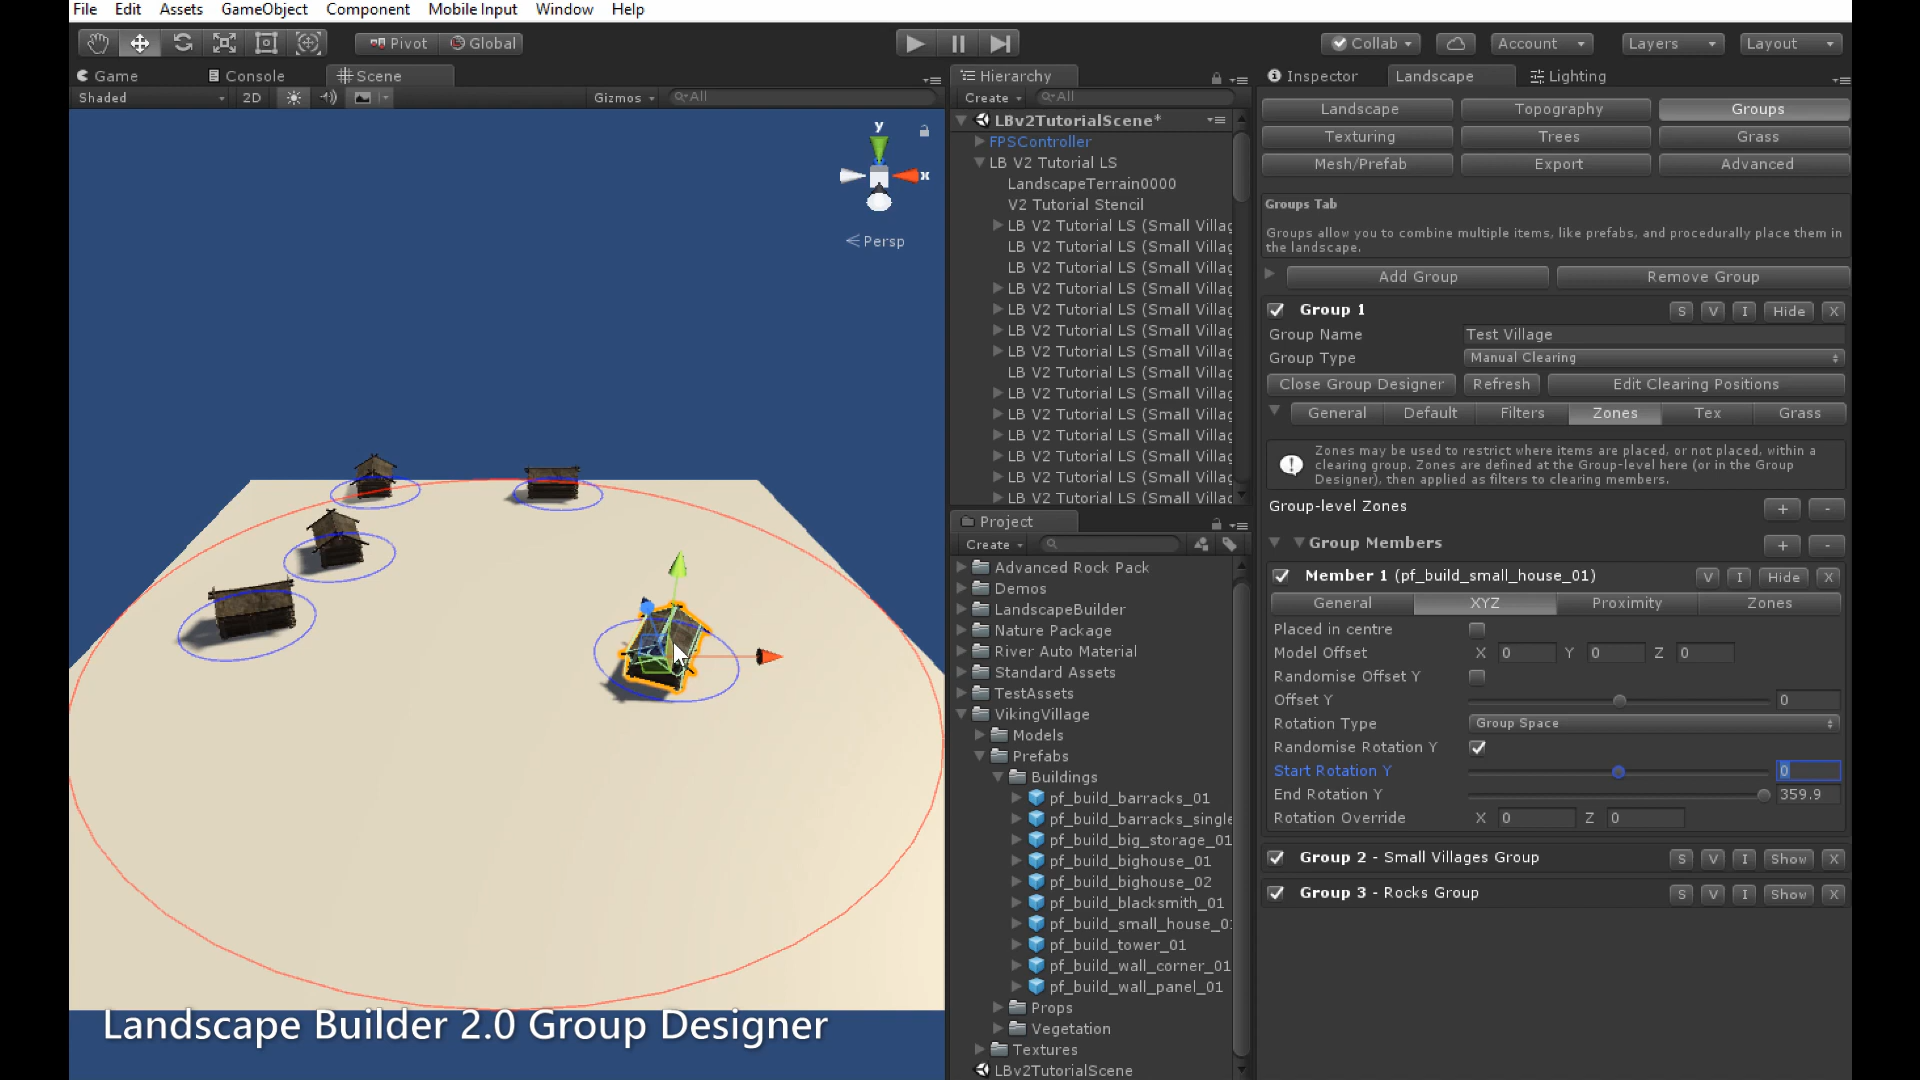 File Edit Assets GameObject Component Mobile Input Window Help
Pivot Global Collab Account Layers Layout
Game Console Scene
Shaded 2D Gizmos All
y
x
Persp
Landscape Builder 2.0 Group Designer
Hierarchy
Create All
LBv2TutorialScene*
FPSController
LB V2 Tutorial LS
LandscapeTerrain0000
V2 Tutorial Stencil
LB V2 Tutorial LS (Small Villag
LB V2 Tutorial LS (Small Villag
LB V2 Tutorial LS (Small Villag
LB V2 Tutorial LS (Small Villag
LB V2 Tutorial LS (Small Villag
LB V2 Tutorial LS (Small Villag
LB V2 Tutorial LS (Small Villag
LB V2 Tutorial LS (Small Villag
LB V2 Tutorial LS (Small Villag
LB V2 Tutorial LS (Small Villag
LB V2 Tutorial LS (Small Villag
LB V2 Tutorial LS (Small Villag
LB V2 Tutorial LS (Small Villag
LB V2 Tutorial LS (Small Villag
Project
Create
Advanced Rock Pack
Demos
LandscapeBuilder
Nature Package
River Auto Material
Standard Assets
TestAssets
VikingVillage
Models
Prefabs
Buildings
pf_build_barracks_01
pf_build_barracks_single
pf_build_big_storage_01
pf_build_bighouse_01
pf_build_bighouse_02
pf_build_blacksmith_01
pf_build_small_house_01
pf_build_tower_01
pf_build_wall_corner_01
pf_build_wall_panel_01
Props
Vegetation
Textures
LBv2TutorialScene
Inspector Landscape Lighting
Landscape Topography Groups
Texturing Trees Grass
Mesh/Prefab Export Advanced
Groups Tab
Groups allow you to combine multiple items, like prefabs, and procedurally place them in
the landscape.
Add Group Remove Group
Group 1 S V I Hide X
Group Name Test Village
Group Type Manual Clearing
Close Group Designer Refresh Edit Clearing Positions
General Default Filters Zones Tex Grass
Zones may be used to restrict where items are placed, or not placed, within a
clearing group. Zones are defined at the Group-level here (or in the Group
Designer), then applied as filters to clearing members.
Group-level Zones + -
Group Members + -
Member 1 (pf_build_small_house_01) V I Hide X
General XYZ Proximity Zones
Placed in centre
Model Offset X 0 Y 0 Z 0
Randomise Offset Y
Offset Y 0
Rotation Type Group Space
Randomise Rotation Y
Start Rotation Y 0
End Rotation Y 359.9
Rotation Override X 0 Z 0
Group 2 - Small Villages Group S V I Show X
Group 3 - Rocks Group S V I Show X